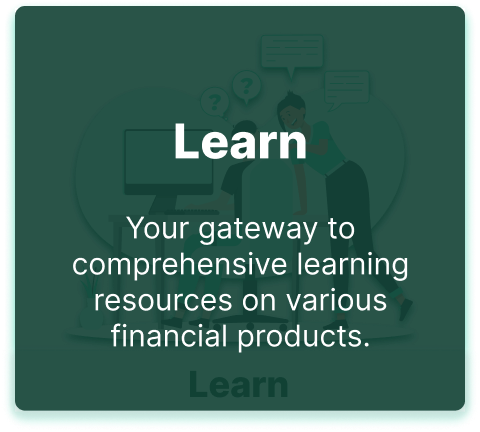 ? ?
Learn
Your gateway to
comprehensive learning
resources on various
financial products.
Learn